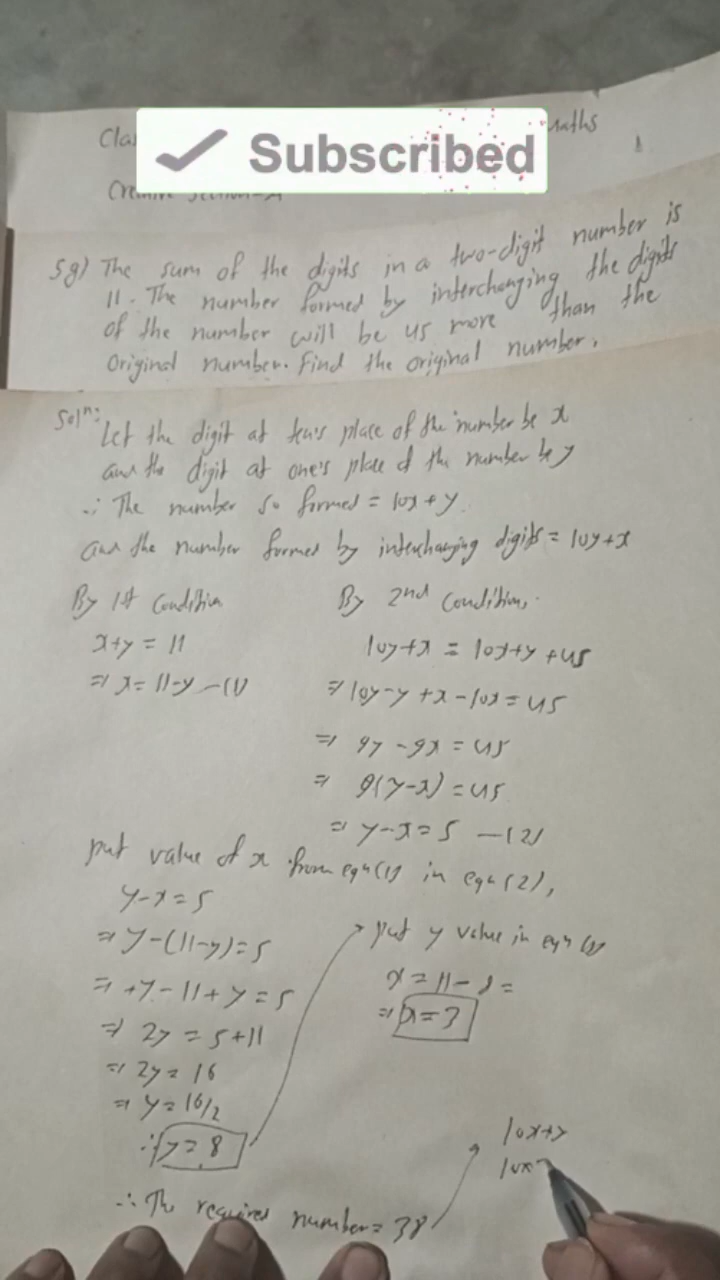 Subscribed
Maths
5g) The sum of the digits in a two-digit number is
11. The number formed by interchanging the digits
of the number will be 45 more than the
original number. Find the original number.
Solⁿ:
Let the digit at ten's place of the number be x
and the digit at one's place of the number be y
∴ The number so formed = 10x + y.
and the number formed by interchanging digits = 10y+x
By 1st Condition
x+y = 11
⇒ x = 11-y -(1)
By 2nd Condition,
10y+x = 10x+y +45
⇒ 10y-y +x -10x = 45
⇒ 9y -9x = 45
⇒ 9(y-x) = 45
⇒ y-x = 5 -(2)
put value of x from eqn(1) in eqn(2),
y-x = 5
⇒ y-(11-y)=5
⇒ +y-11+y = 5
⇒ 2y = 5+11
⇒ 2y = 16
⇒ y = 16/2
∴ y = 8
put y value in eqn (1)
x = 11-8 =
⇒ x = 3
∴ The required number = 38
10x+y
10x